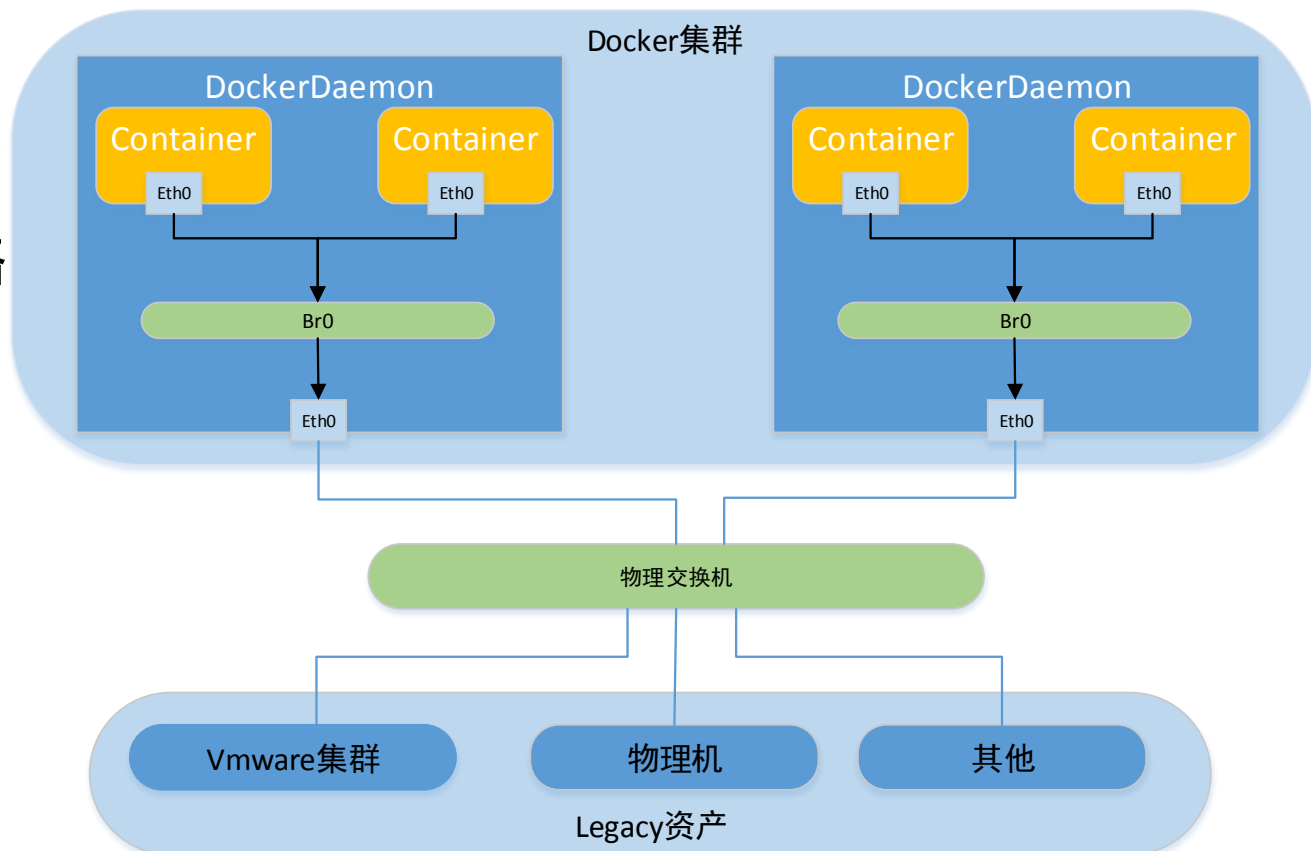 Docker集群
DockerDaemon
DockerDaemon
Container
Container
Container
Container
Eth0
Eth0
Eth0
Eth0
Br0
Br0
Eth0
Eth0
物理交换机
Vmware集群
物理机
其他
Legacy资产